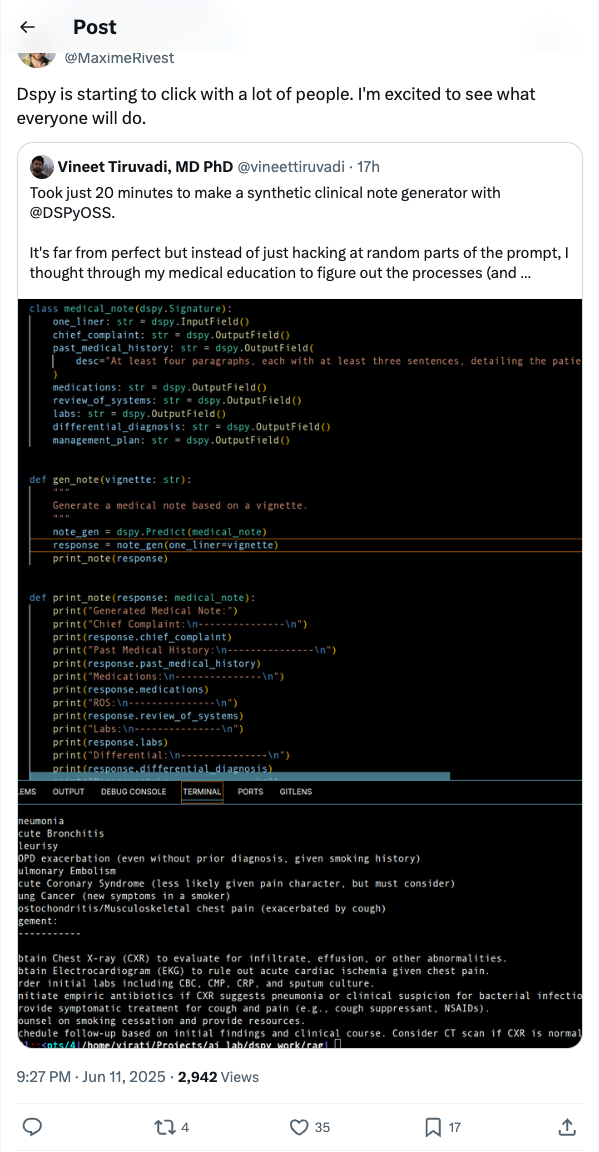 Post
@MaximeRivest
Dspy is starting to click with a lot of people. I'm excited to see what
everyone will do.
Vineet Tiruvadi, MD PhD @vineettiruvadi · 17h
Took just 20 minutes to make a synthetic clinical note generator with
@DSPyOSS.
It's far from perfect but instead of just hacking at random parts of the prompt, I
thought through my medical education to figure out the processes (and ...
class medical_note(dspy.Signature):
one_liner: str = dspy.InputField()
chief_complaint: str = dspy.OutputField()
past_medical_history: str = dspy.OutputField(
desc="At least four paragraphs, each with at least three sentences, detailing the patie
)
medications: str = dspy.OutputField()
review_of_systems: str = dspy.OutputField()
labs: str = dspy.OutputField()
differential_diagnosis: str = dspy.OutputField()
management_plan: str = dspy.OutputField()
def gen_note(vignette: str):
"""
Generate a medical note based on a vignette.
"""
note_gen = dspy.Predict(medical_note)
response = note_gen(one_liner=vignette)
print_note(response)
def print_note(response: medical_note):
print("Generated Medical Note:")
print("Chief Complaint:\n---------------\n")
print(response.chief_complaint)
print("Past Medical History:\n---------------\n")
print(response.past_medical_history)
print("Medications:\n---------------\n")
print(response.medications)
print("ROS:\n---------------\n")
print(response.review_of_systems)
print("Labs:\n---------------\n")
print(response.labs)
print("Differential:\n---------------\n")
print(response.differential_diagnosis)
LEMS OUTPUT DEBUG CONSOLE TERMINAL PORTS GITLENS
neumonia
cute Bronchitis
leurisy
OPD exacerbation (even without prior diagnosis, given smoking history)
ulmonary Embolism
cute Coronary Syndrome (less likely given pain character, but must consider)
ung Cancer (new symptoms in a smoker)
ostochondritis/Musculoskeletal chest pain (exacerbated by cough)
gement:
-----------
btain Chest X-ray (CXR) to evaluate for infiltrate, effusion, or other abnormalities.
btain Electrocardiogram (EKG) to rule out acute cardiac ischemia given chest pain.
rder initial labs including CBC, CMP, CRP, and sputum culture.
nitiate empiric antibiotics if CXR suggests pneumonia or clinical suspicion for bacterial infectio
rovide symptomatic treatment for cough and pain (e.g., cough suppressant, NSAIDs).
ounsel on smoking cessation and provide resources.
chedule follow-up based on initial findings and clinical course. Consider CT scan if CXR is normal
<pts/4|/home/virati/Projects/ai_lab/dspy_work/rag|
9:27 PM · Jun 11, 2025 · 2,942 Views
4 35 17